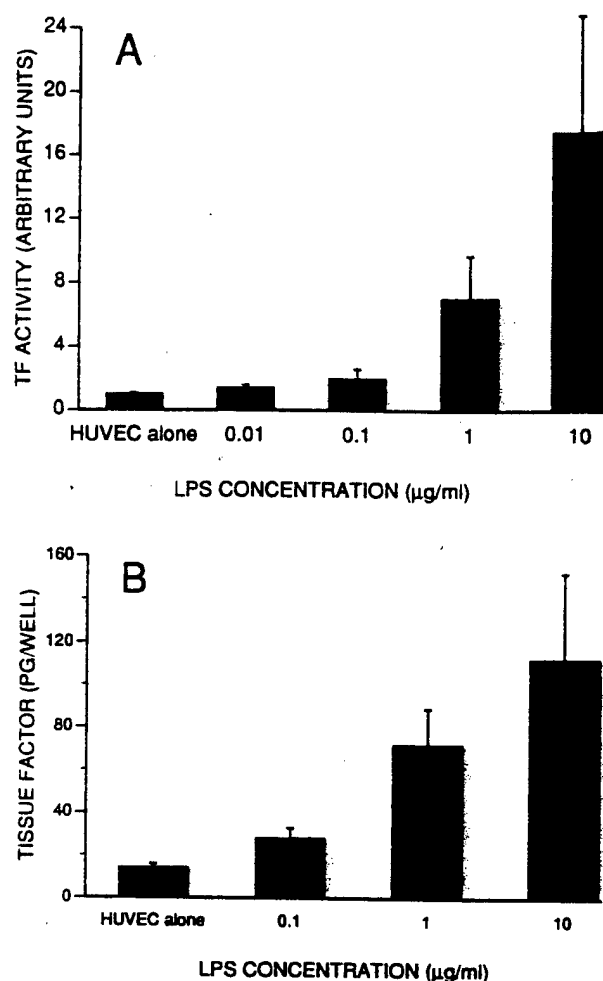 A
TF ACTIVITY (ARBITRARY UNITS)
24
20
16
12
8
4
0
HUVEC alone 0.01 0.1 1 10
LPS CONCENTRATION (µg/ml)
B
TISSUE FACTOR (PG/WELL)
160
120
80
40
0
HUVEC alone 0.1 1 10
LPS CONCENTRATION (µg/ml)